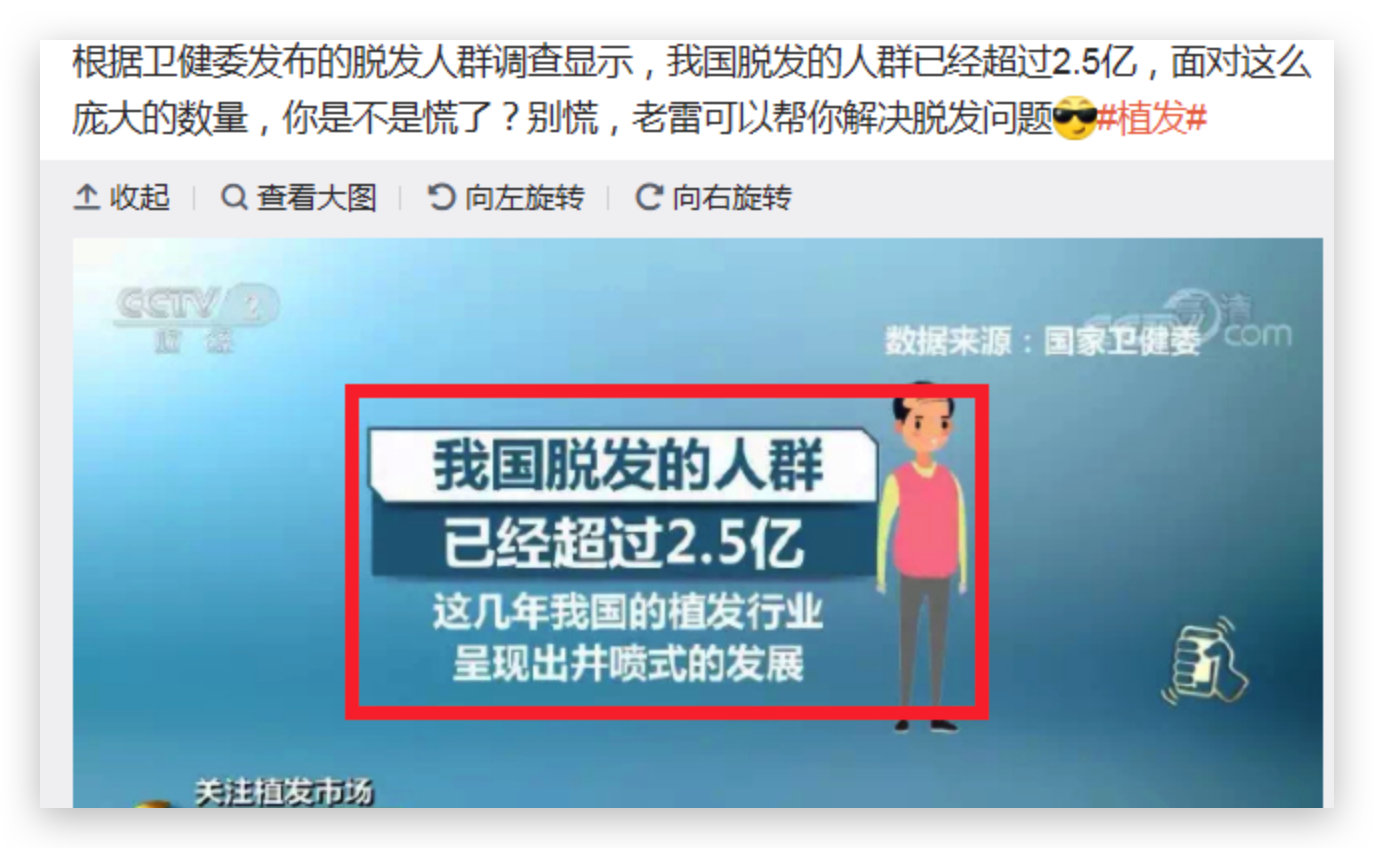 根据卫健委发布的脱发人群调查显示，我国脱发的人群已经超过2.5亿，面对这么
庞大的数量，你是不是慌了？别慌，老雷可以帮你解决脱发问题😎#植发#
收起 查看大图 向左旋转 向右旋转
CCTV 2
财经
高清
CCTV com
数据来源：国家卫健委
我国脱发的人群
已经超过2.5亿
这几年我国的植发行业
呈现出井喷式的发展
关注植发市场